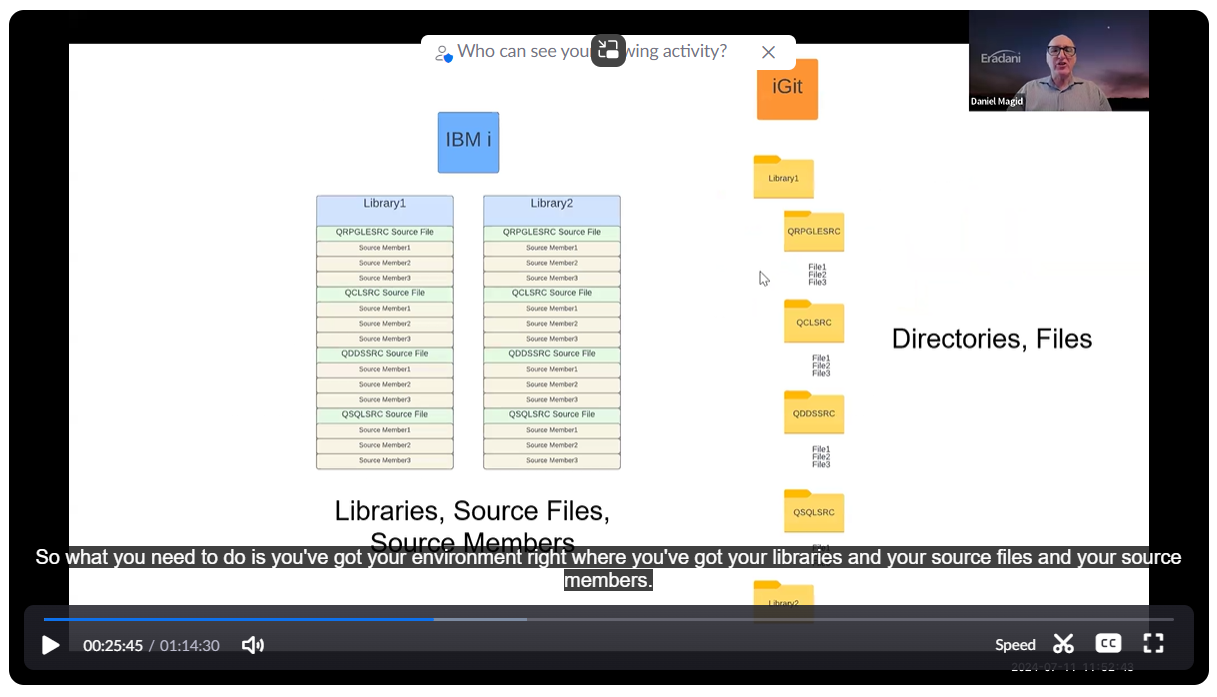 Who can see your wing activity?
iGit
Eradani
Daniel Magid
IBM i
Library1
QRPGLESRC Source File
Source Member1
Source Member2
Source Member3
QCLSRC Source File
Source Member1
Source Member2
Source Member3
QDDSSRC Source File
Source Member1
Source Member2
Source Member3
QSQLSRC Source File
Source Member1
Source Member2
Source Member3
Library2
QRPGLESRC Source File
Source Member1
Source Member2
Source Member3
QCLSRC Source File
Source Member1
Source Member2
Source Member3
QDDSSRC Source File
Source Member1
Source Member2
Source Member3
QSQLSRC Source File
Source Member1
Source Member2
Source Member3
Libraries, Source Files,
Source Members
Library1
QRPGLESRC
File1
File2
File3
QCLSRC
File1
File2
File3
QDDSSRC
File1
File2
File3
QSQLSRC
Library2
Directories, Files
So what you need to do is you've got your environment right where you've got your libraries and your source files and your source
members.
00:25:45 / 01:14:30
Speed
CC
2024-07-11 11:52:43